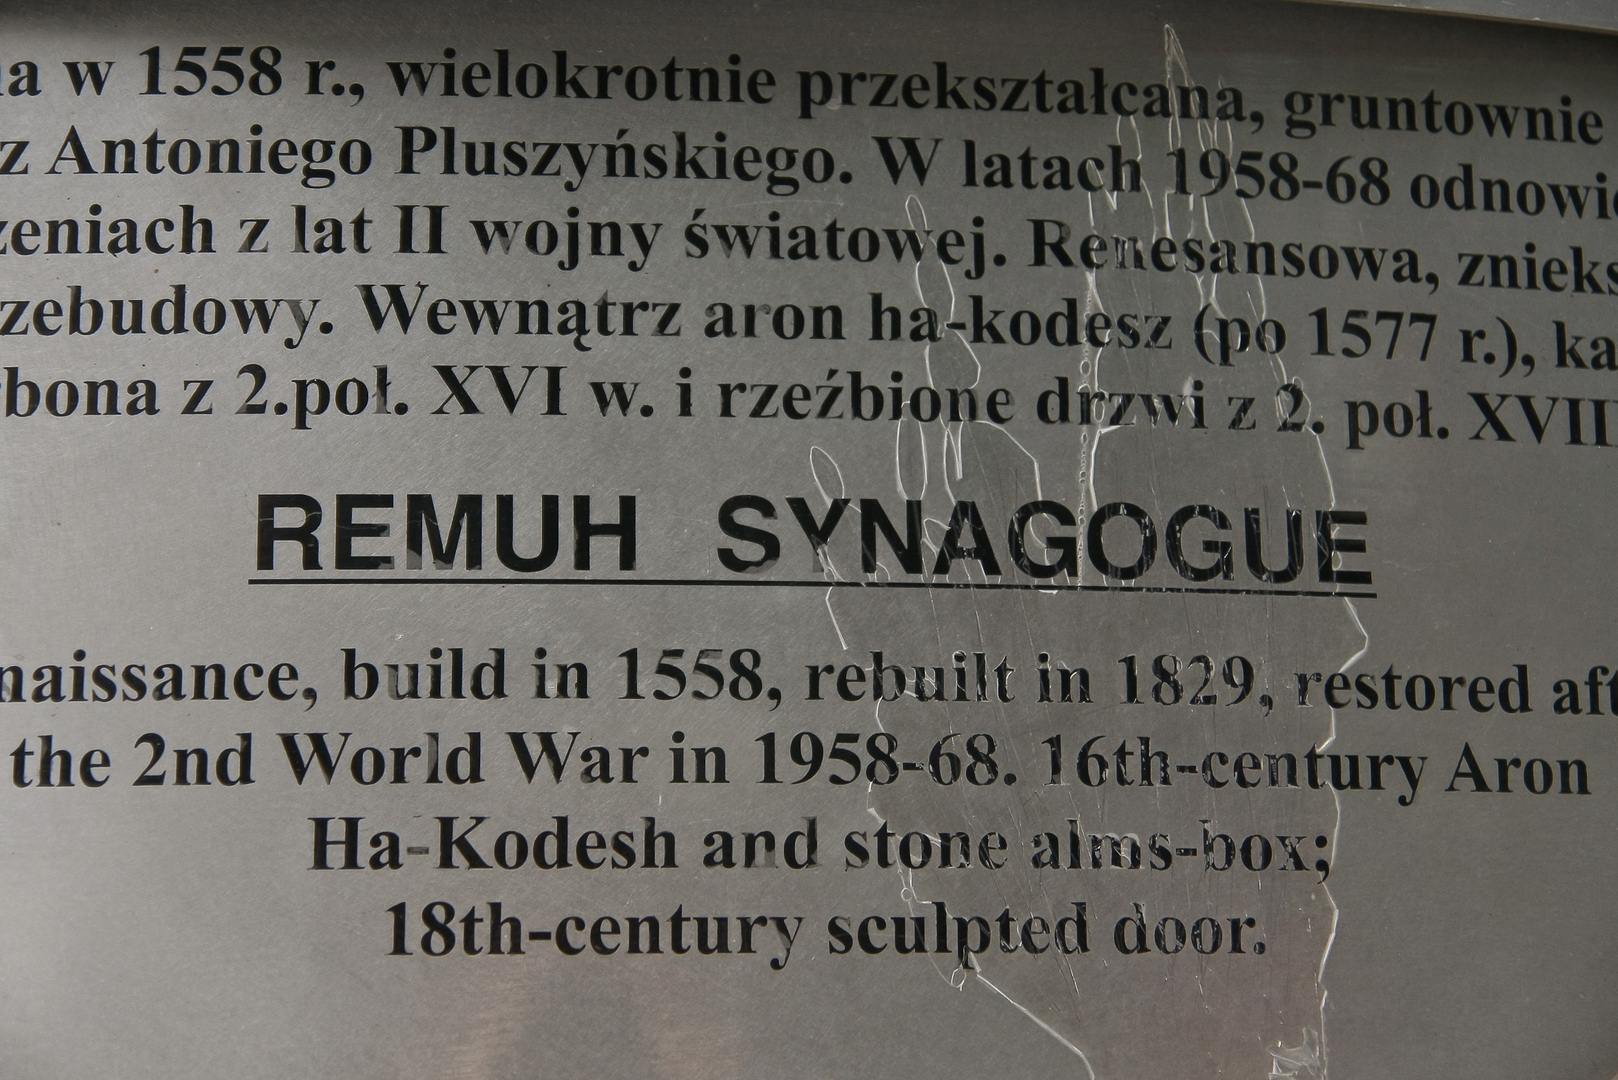 na w 1558 r., wielokrotnie przekształcana, gruntownie
z Antoniego Pluszyńskiego. W latach 1958-68 odnowio
zeniach z lat II wojny światowej. Renesansowa, znieks
zebudowy. Wewnątrz aron ha-kodesz (po 1577 r.), ka
bona z 2.poł. XVI w. i rzeźbione drzwi z 2. poł. XVII
REMUH SYNAGOGUE
naissance, build in 1558, rebuilt in 1829, restored aft
the 2nd World War in 1958-68. 16th-century Aron
Ha-Kodesh and stone alms-box;
18th-century sculpted door.